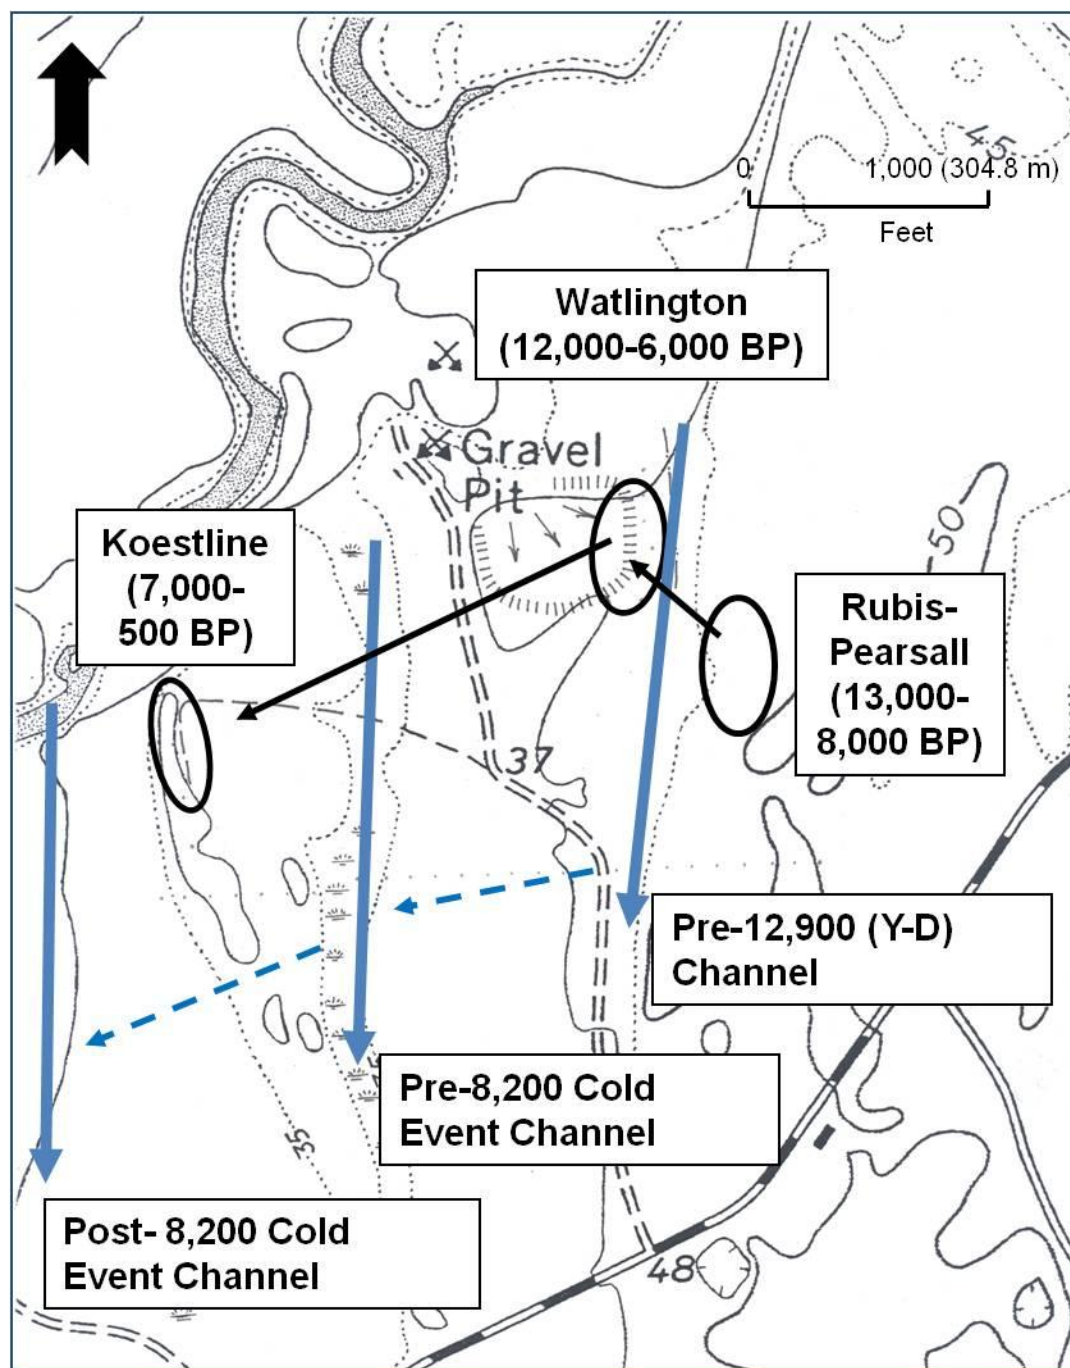 45
0 1,000 (304.8 m)
Feet
Watlington
(12,000-6,000 BP)
Gravel
Pit
50
Koestline
(7,000-
500 BP)
Rubis-
Pearsall
(13,000-
8,000 BP)
37
Pre-12,900 (Y-D)
Channel
Pre-8,200 Cold
Event Channel
35
Post- 8,200 Cold
Event Channel
48